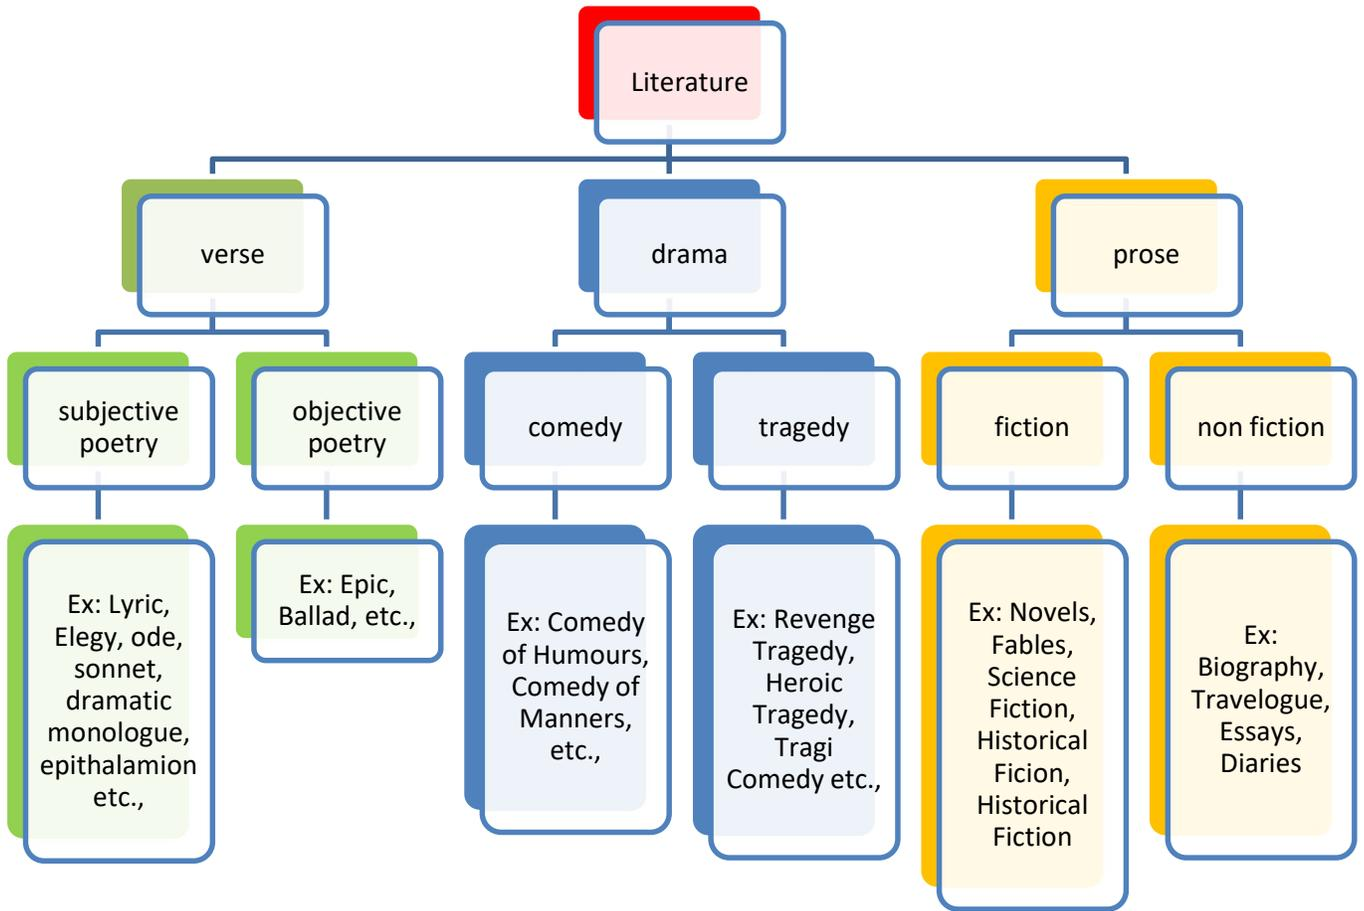 Literature
verse
drama
prose
subjective
poetry
objective
poetry
comedy
tragedy
fiction
non fiction
Ex: Lyric,
Elegy, ode,
sonnet,
dramatic
monologue,
epithalamion
etc.,
Ex: Epic,
Ballad, etc.,
Ex: Comedy
of Humours,
Comedy of
Manners,
etc.,
Ex: Revenge
Tragedy,
Heroic
Tragedy,
Tragi
Comedy etc.,
Ex: Novels,
Fables,
Science
Fiction,
Historical
Ficion,
Historical
Fiction
Ex:
Biography,
Travelogue,
Essays,
Diaries